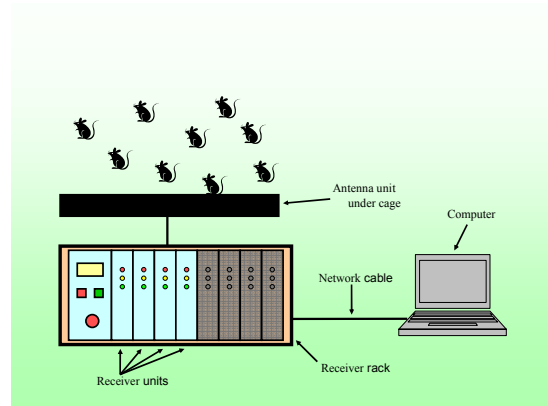 Antenna unit
under cage
Computer
Network cable
Receiver rack
Receiver units